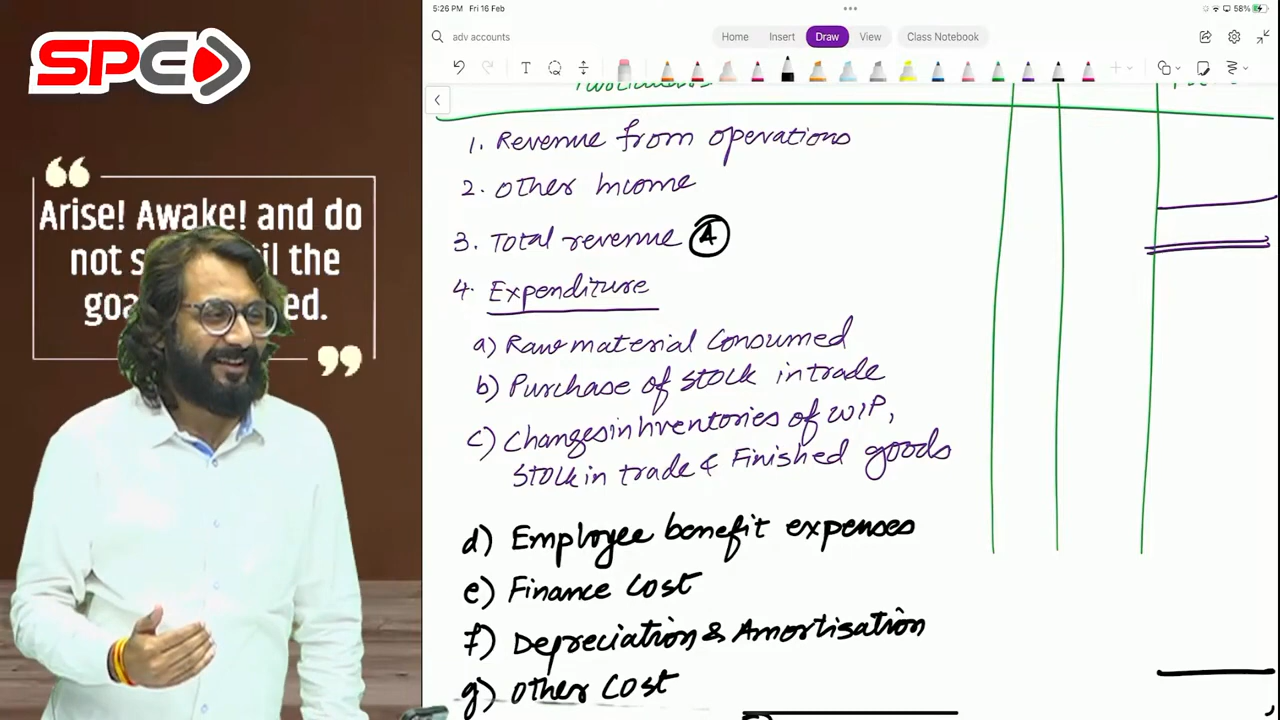 5:26 PM Fri 16 Feb
58%
SPE
adv accounts
Home Insert Draw View Class Notebook
“
Arise! Awake! and do
not s the
goa ed.
”
1. Revenue from operations
2. Other Income
3. Total revenue A
4. Expenditure
a) Raw material Consumed
b) Purchase of Stock in trade
c) Changes in Inventories of WIP,
Stock in trade & Finished goods
d) Employee benefit expenses
e) Finance Cost
f) Depreciation & Amortisation
g) Other Cost